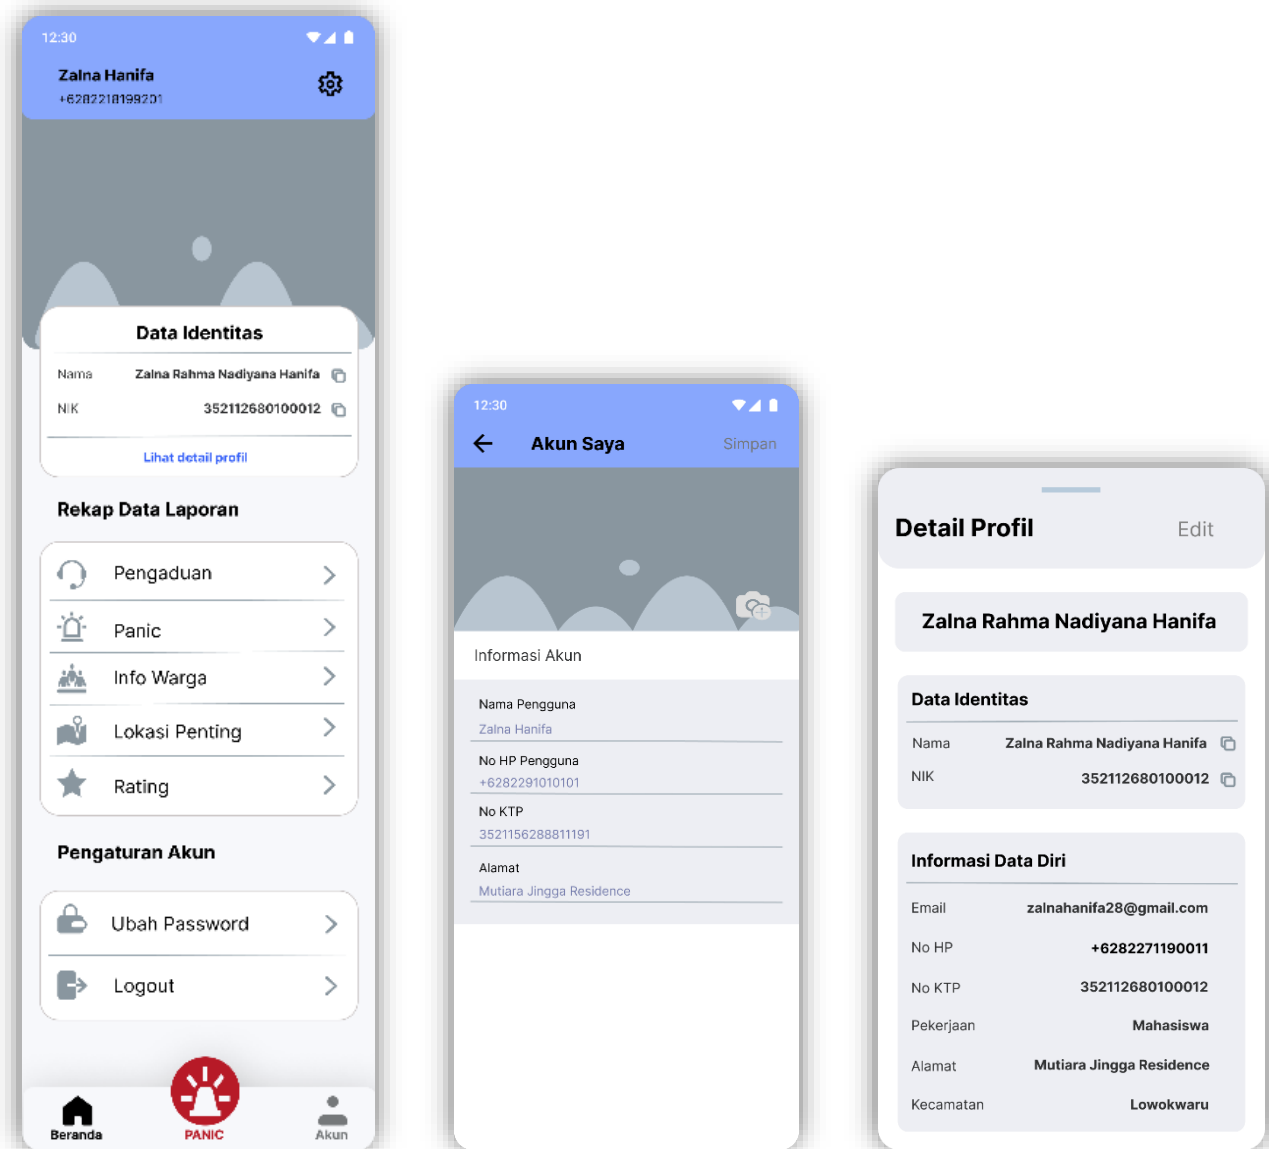 12:30
Zalna Hanifa
+6282218199201
Data Identitas
Nama Zalna Rahma Nadiyana Hanifa
NIK 352112680100012
Lihat detail profil
Rekap Data Laporan
Pengaduan
Panic
Info Warga
Lokasi Penting
Rating
Pengaturan Akun
Ubah Password
Logout
Beranda
PANIC
Akun
12:30
Akun Saya Simpan
Informasi Akun
Nama Pengguna
Zalna Hanifa
No HP Pengguna
+6282291010101
No KTP
3521156288811191
Alamat
Mutiara Jingga Residence
Detail Profil Edit
Zalna Rahma Nadiyana Hanifa
Data Identitas
Nama Zalna Rahma Nadiyana Hanifa
NIK 352112680100012
Informasi Data Diri
Email zalnahanifa28@gmail.com
No HP +6282271190011
No KTP 352112680100012
Pekerjaan Mahasiswa
Alamat Mutiara Jingga Residence
Kecamatan Lowokwaru